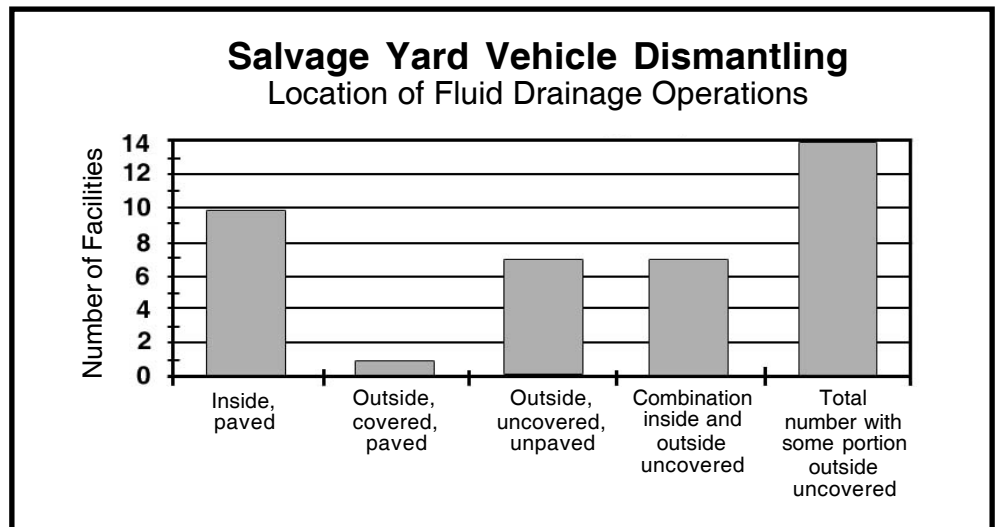 Salvage Yard Vehicle Dismantling
Location of Fluid Drainage Operations
Number of Facilities
14
12
10
8
6
4
2
0
Inside,
paved
Outside,
covered,
paved
Outside,
uncovered,
unpaved
Combination
inside and
outside
uncovered
Total
number with
some portion
outside
uncovered